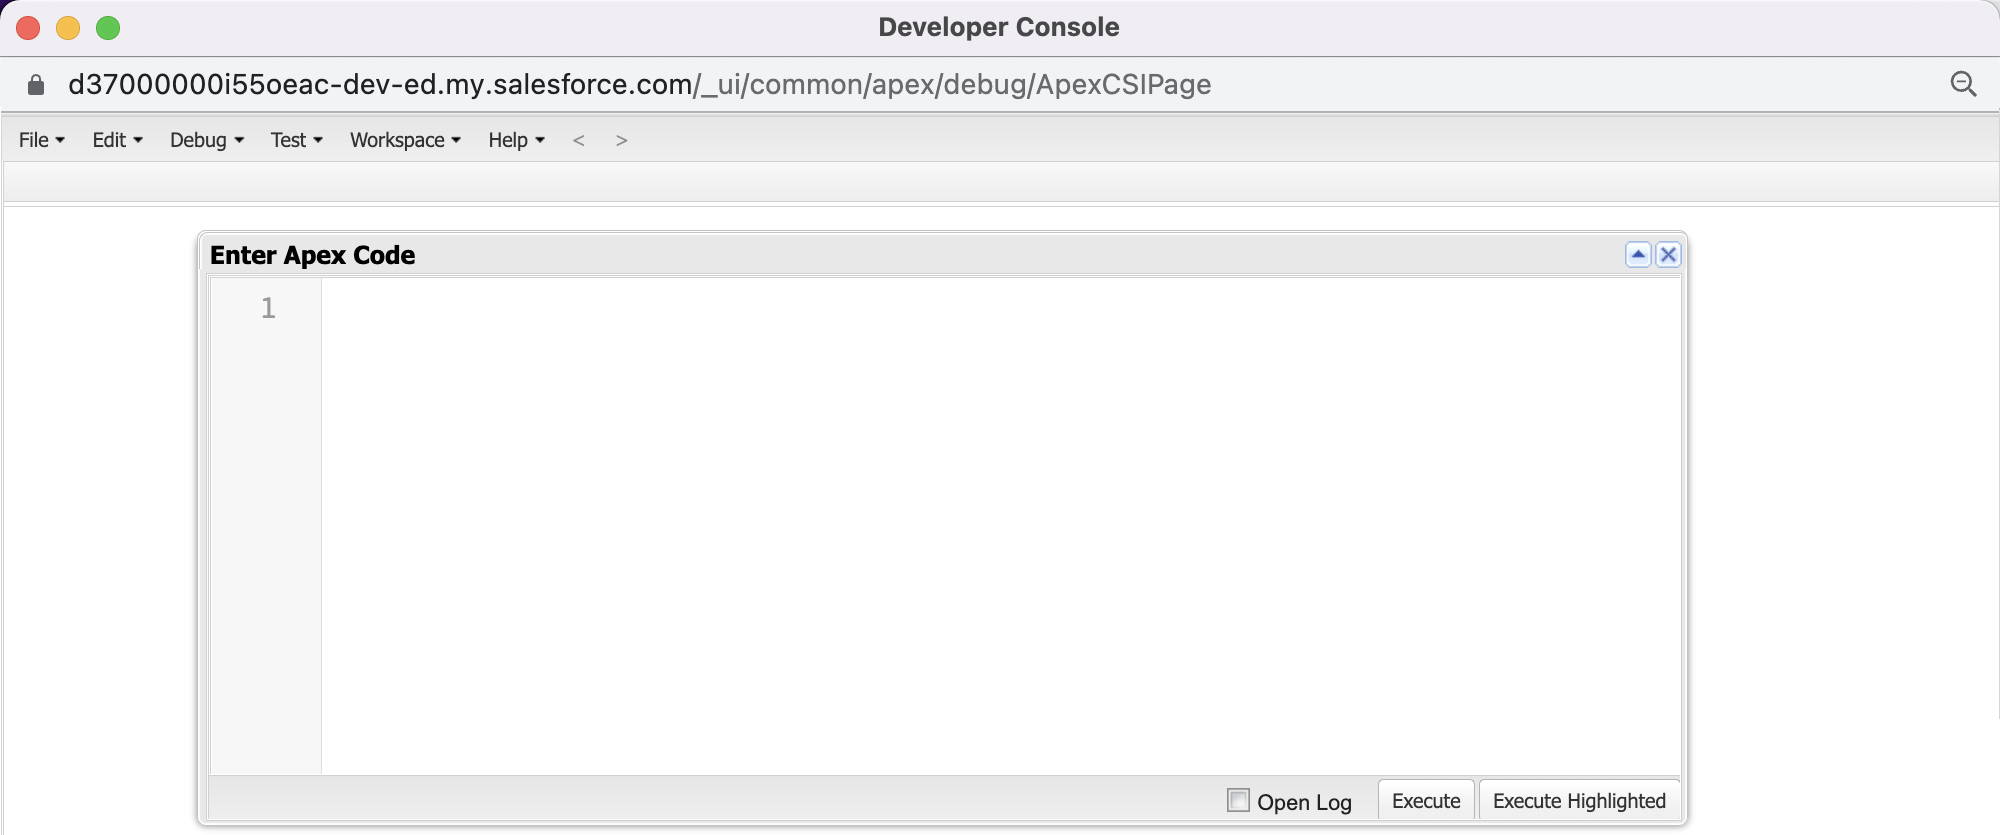 Developer Console
d37000000i55oeac-dev-ed.my.salesforce.com/_ui/common/apex/debug/ApexCSIPage
File Edit Debug Test Workspace Help < >
Enter Apex Code
1
Open Log Execute Execute Highlighted